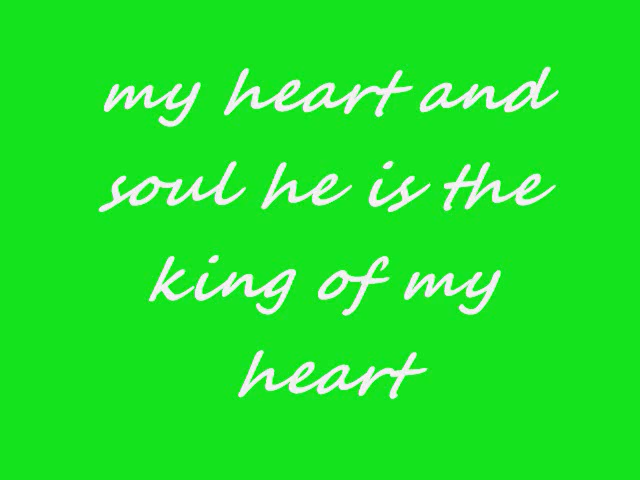 my heart and
soul he is the
king of my
heart